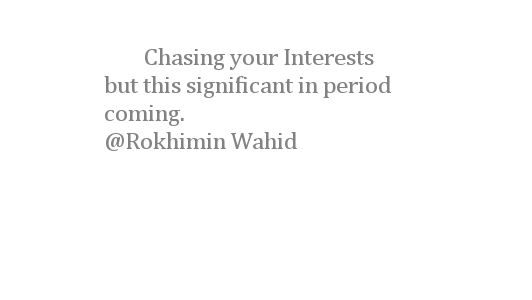 Chasing your Interests
but this significant in period
coming.
@Rokhimin Wahid